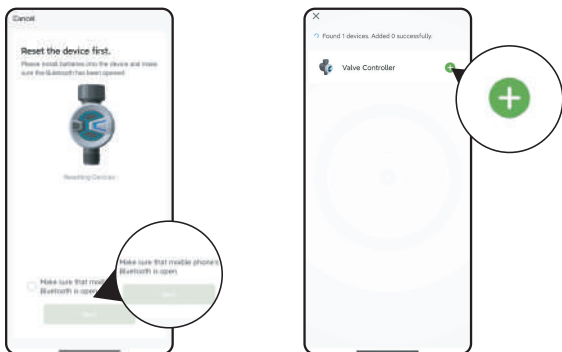 Cancel
Reset the device first.
Please install batteries into the device and make
sure the Bluetooth has been opened
Resetting Devices
Make sure that mobile
Bluetooth is open
Next
Make sure that mobile phone's
Bluetooth is open
Next
Found 1 devices. Added 0 successfully.
Valve Controller